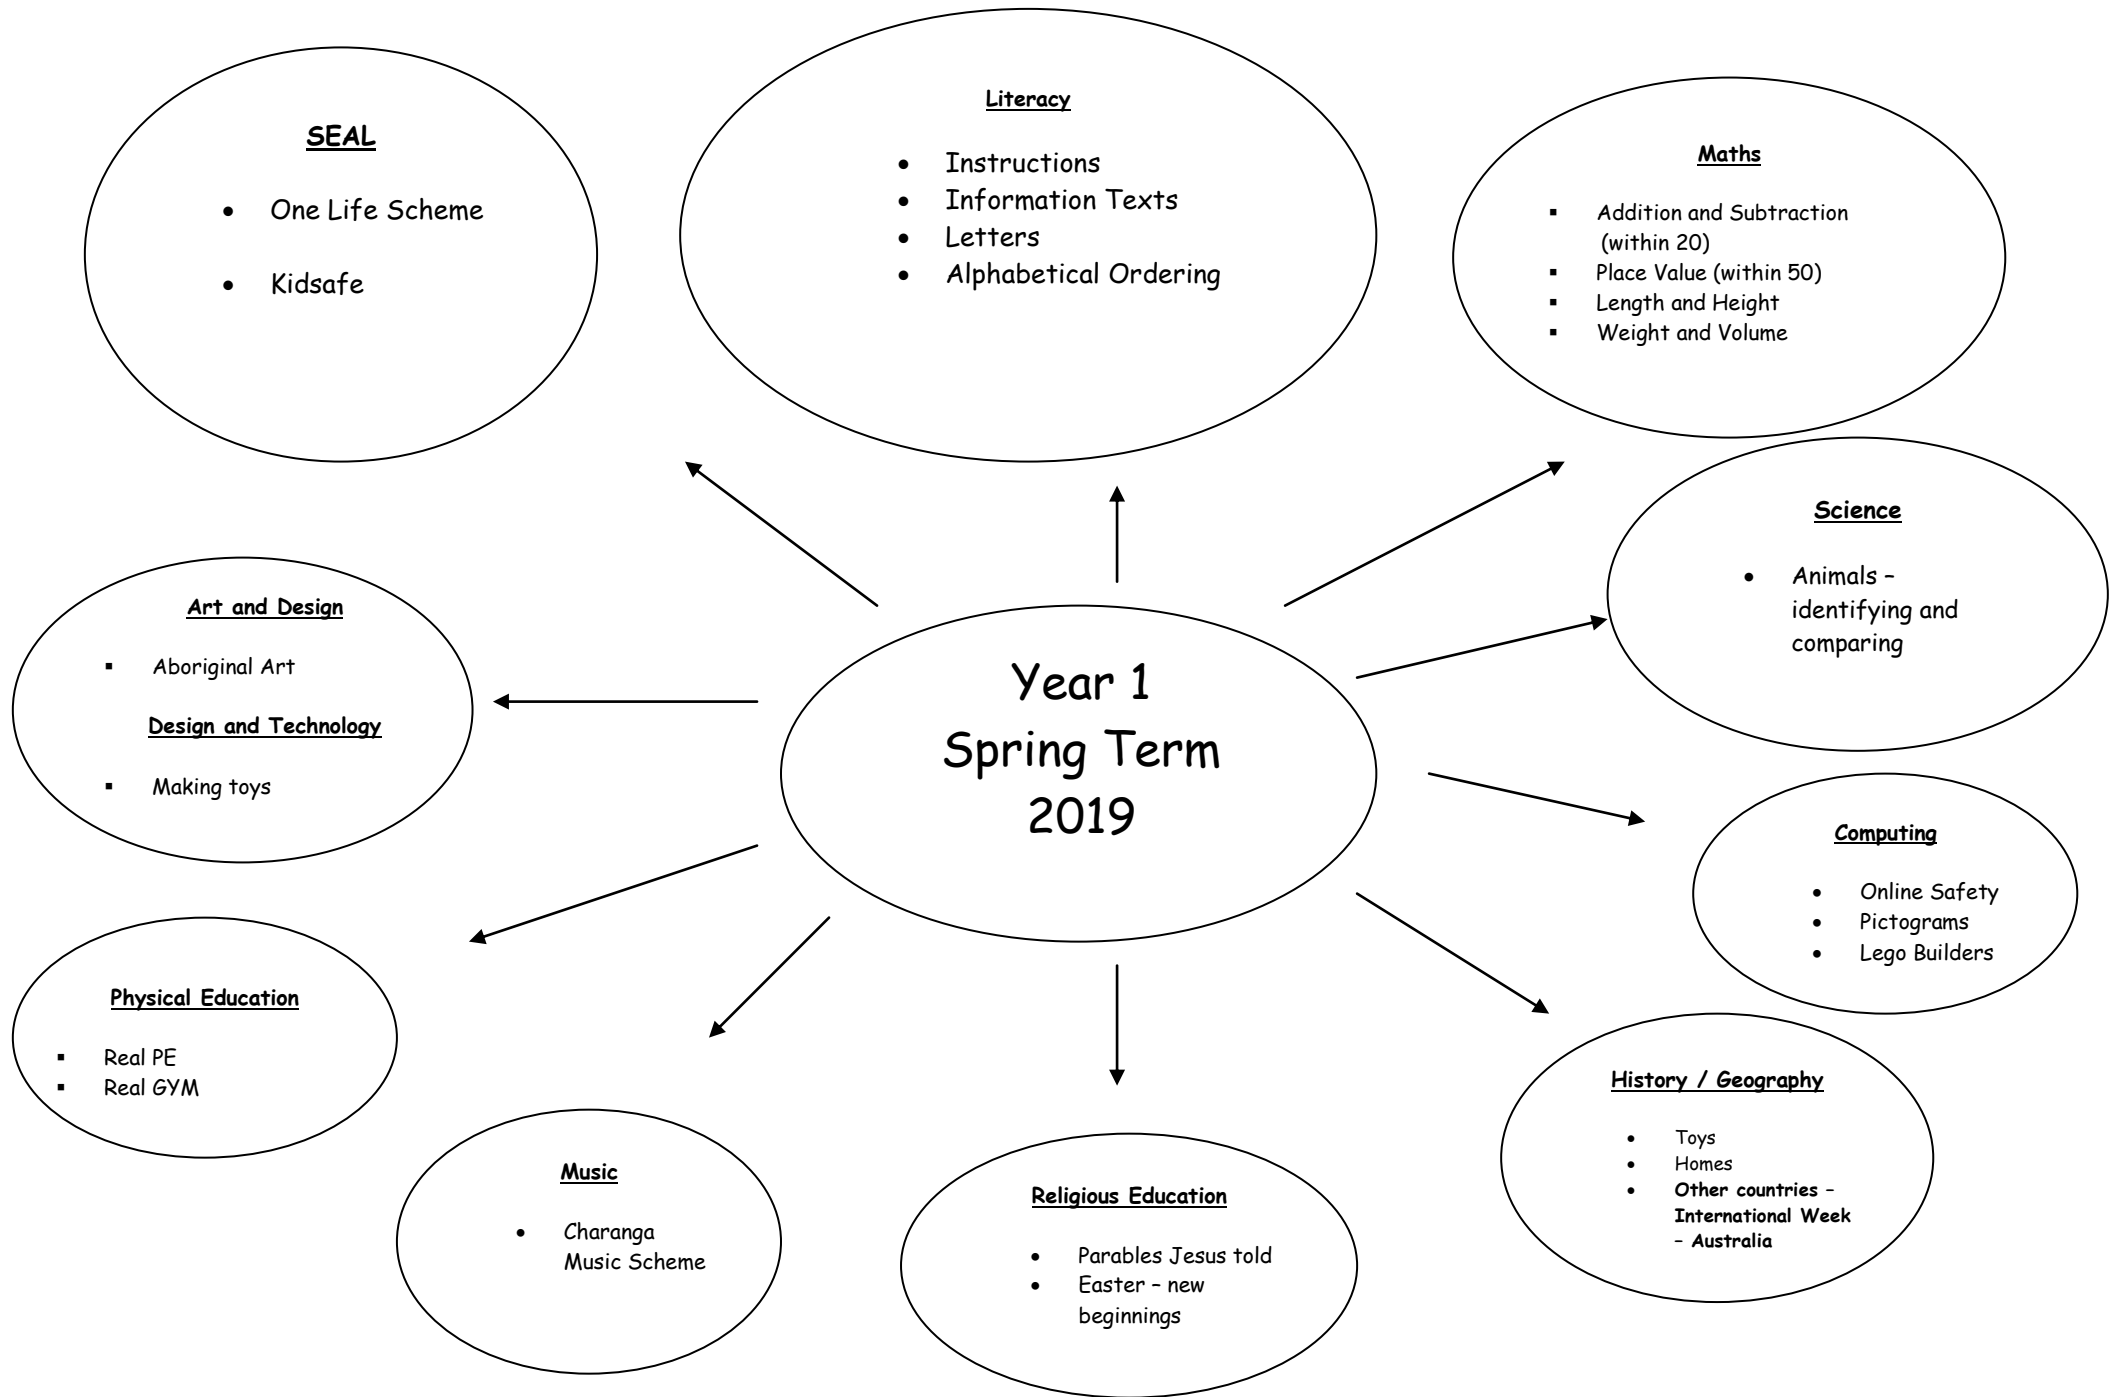 SEAL
• One Life Scheme
• Kidsafe
Literacy
• Instructions
• Information Texts
• Letters
• Alphabetical Ordering
Maths
▪ Addition and Subtraction
(within 20)
▪ Place Value (within 50)
▪ Length and Height
▪ Weight and Volume
Science
• Animals –
identifying and
comparing
Art and Design
▪ Aboriginal Art
Design and Technology
▪ Making toys
Year 1
Spring Term
2019
Computing
• Online Safety
• Pictograms
• Lego Builders
Physical Education
▪ Real PE
▪ Real GYM
History / Geography
• Toys
• Homes
• Other countries –
International Week
– Australia
Music
• Charanga
Music Scheme
Religious Education
• Parables Jesus told
• Easter – new
beginnings